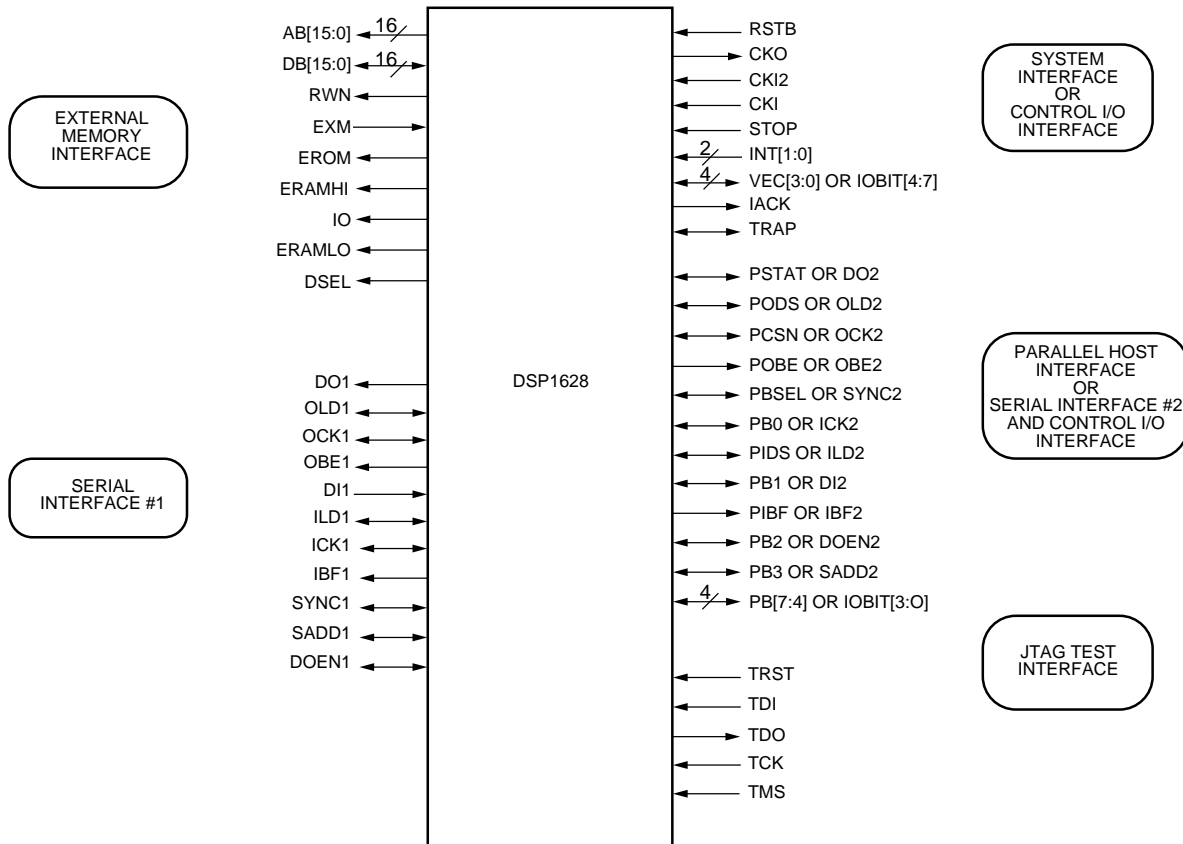 AB[15:0]
16
DB[15:0]
16
RWN
EXM
EROM
ERAMHI
IO
ERAMLO
DSEL
EXTERNAL
MEMORY
INTERFACE
DO1
OLD1
OCK1
OBE1
DI1
ILD1
ICK1
IBF1
SYNC1
SADD1
DOEN1
SERIAL
INTERFACE #1
DSP1628
RSTB
CKO
CKI2
CKI
STOP
2
INT[1:0]
4
VEC[3:0] OR IOBIT[4:7]
IACK
TRAP
SYSTEM
INTERFACE
OR
CONTROL I/O
INTERFACE
PSTAT OR DO2
PODS OR OLD2
PCSN OR OCK2
POBE OR OBE2
PBSEL OR SYNC2
PB0 OR ICK2
PIDS OR ILD2
PB1 OR DI2
PIBF OR IBF2
PB2 OR DOEN2
PB3 OR SADD2
4
PB[7:4] OR IOBIT[3:O]
PARALLEL HOST
INTERFACE
OR
SERIAL INTERFACE #2
AND CONTROL I/O
INTERFACE
TRST
TDI
TDO
TCK
TMS
JTAG TEST
INTERFACE